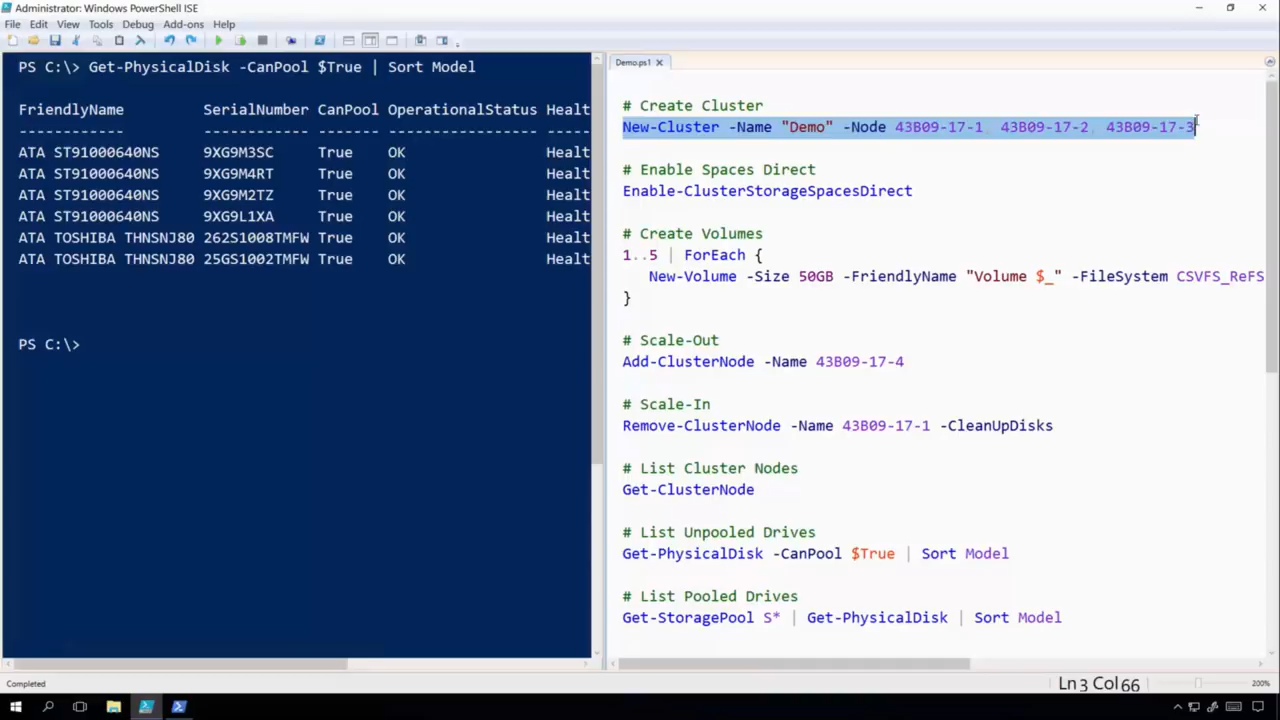 Administrator: Windows PowerShell ISE
File Edit View Tools Debug Add-ons Help
PS C:\> Get-PhysicalDisk -CanPool $True | Sort Model
FriendlyName SerialNumber CanPool OperationalStatus Healt
------------ ------------ ------- ----------------- -----
ATA ST91000640NS 9XG9M3SC True OK Healt
ATA ST91000640NS 9XG9M4RT True OK Healt
ATA ST91000640NS 9XG9M2TZ True OK Healt
ATA ST91000640NS 9XG9L1XA True OK Healt
ATA TOSHIBA THNSNJ80 262S1008TMFW True OK Healt
ATA TOSHIBA THNSNJ80 25GS1002TMFW True OK Healt
PS C:\>
Demo.ps1
# Create Cluster
New-Cluster -Name "Demo" -Node 43B09-17-1, 43B09-17-2, 43B09-17-3
# Enable Spaces Direct
Enable-ClusterStorageSpacesDirect
# Create Volumes
1..5 | ForEach {
New-Volume -Size 50GB -FriendlyName "Volume $_" -FileSystem CSVFS_ReFS
}
# Scale-Out
Add-ClusterNode -Name 43B09-17-4
# Scale-In
Remove-ClusterNode -Name 43B09-17-1 -CleanUpDisks
# List Cluster Nodes
Get-ClusterNode
# List Unpooled Drives
Get-PhysicalDisk -CanPool $True | Sort Model
# List Pooled Drives
Get-StoragePool S* | Get-PhysicalDisk | Sort Model
Completed
Ln 3 Col 66
200%